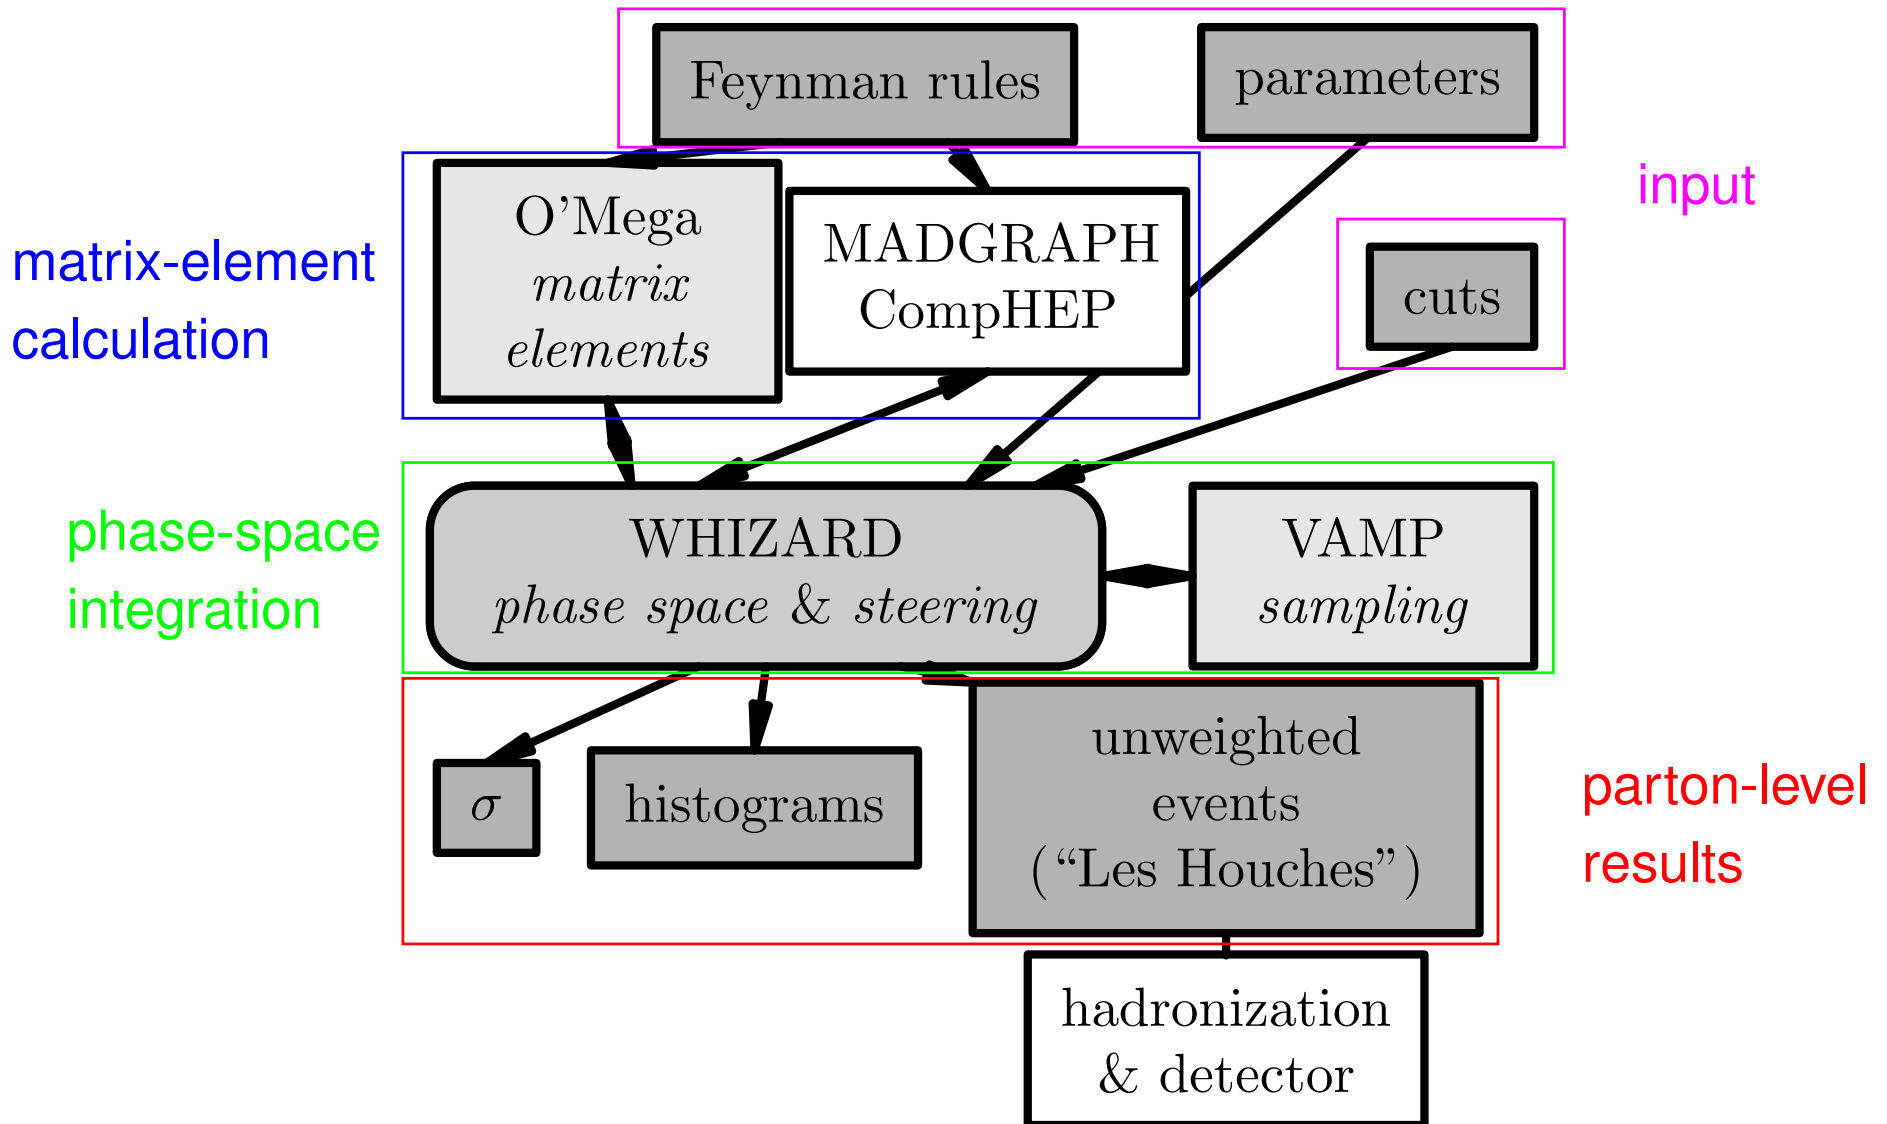 Feynman rules
parameters
input
O’Mega
matrix
elements
MADGRAPH
CompHEP
cuts
matrix-element
calculation
phase-space
integration
WHIZARD
phase space & steering
VAMP
sampling
σ
histograms
unweighted
events
(“Les Houches”)
parton-level
results
hadronization
& detector